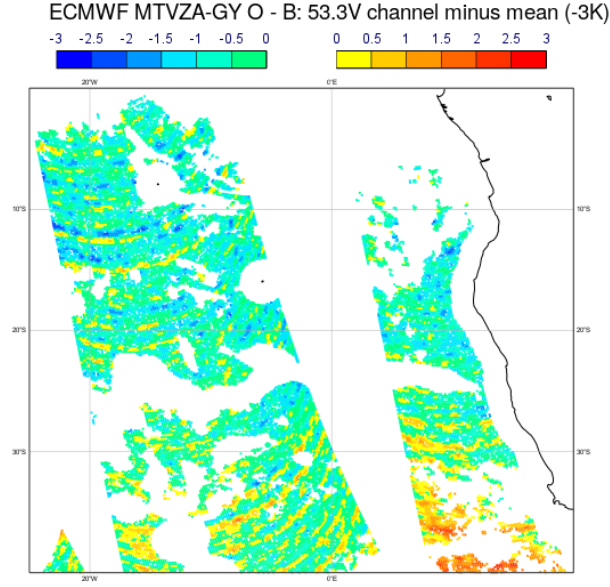 ECMWF MTVZA-GY O - B: 53.3V channel minus mean (-3K)
-3 -2.5 -2 -1.5 -1 -0.5 0
0 0.5 1 1.5 2 2.5 3
20°W 0°E
10°S 10°S
20°S 20°S
30°S 30°S
20°W 0°E